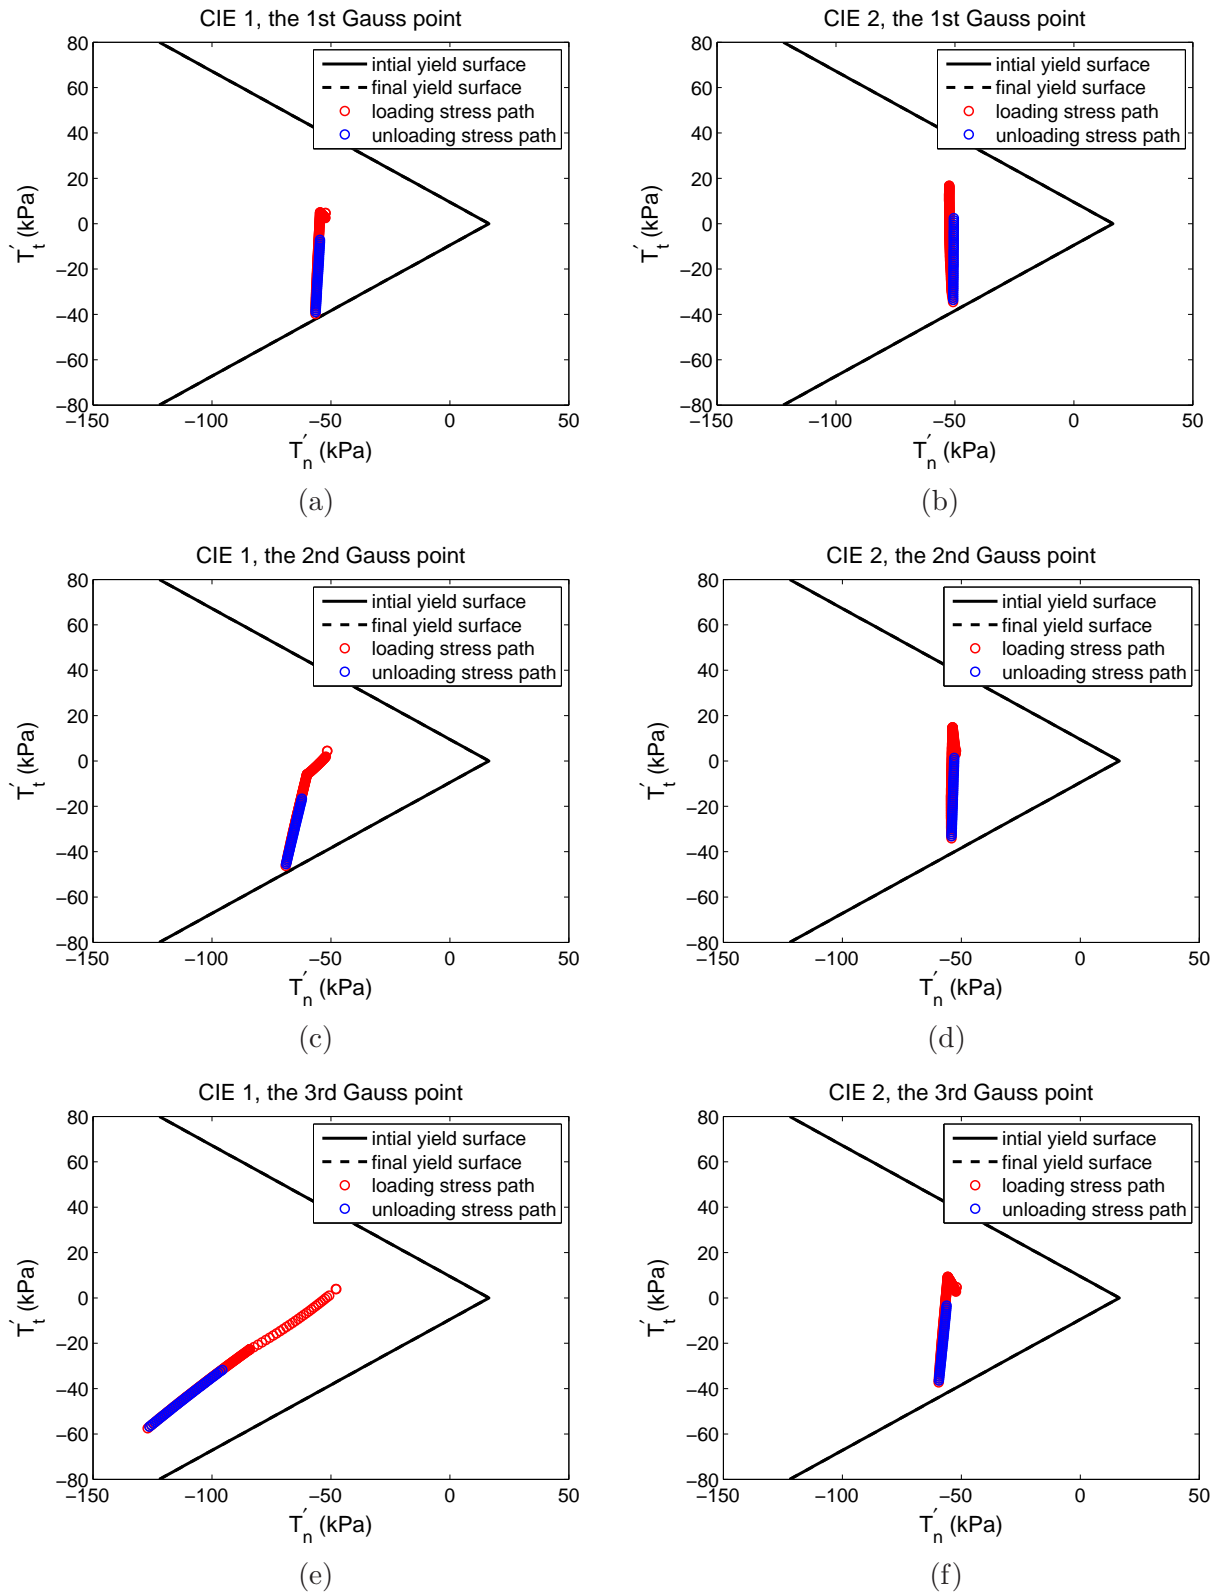 CIE 1, the 1st Gauss point
80
60
40
20
0
−20
−40
−60
−80
−150
−100
−50
0
50
T′t (kPa)
T′n (kPa)
intial yield surface
final yield surface
loading stress path
unloading stress path
(a)
CIE 2, the 1st Gauss point
80
60
40
20
0
−20
−40
−60
−80
−150
−100
−50
0
50
T′t (kPa)
T′n (kPa)
intial yield surface
final yield surface
loading stress path
unloading stress path
(b)
CIE 1, the 2nd Gauss point
80
60
40
20
0
−20
−40
−60
−80
−150
−100
−50
0
50
T′t (kPa)
T′n (kPa)
intial yield surface
final yield surface
loading stress path
unloading stress path
(c)
CIE 2, the 2nd Gauss point
80
60
40
20
0
−20
−40
−60
−80
−150
−100
−50
0
50
T′t (kPa)
T′n (kPa)
intial yield surface
final yield surface
loading stress path
unloading stress path
(d)
CIE 1, the 3rd Gauss point
80
60
40
20
0
−20
−40
−60
−80
−150
−100
−50
0
50
T′t (kPa)
T′n (kPa)
intial yield surface
final yield surface
loading stress path
unloading stress path
(e)
CIE 2, the 3rd Gauss point
80
60
40
20
0
−20
−40
−60
−80
−150
−100
−50
0
50
T′t (kPa)
T′n (kPa)
intial yield surface
final yield surface
loading stress path
unloading stress path
(f)